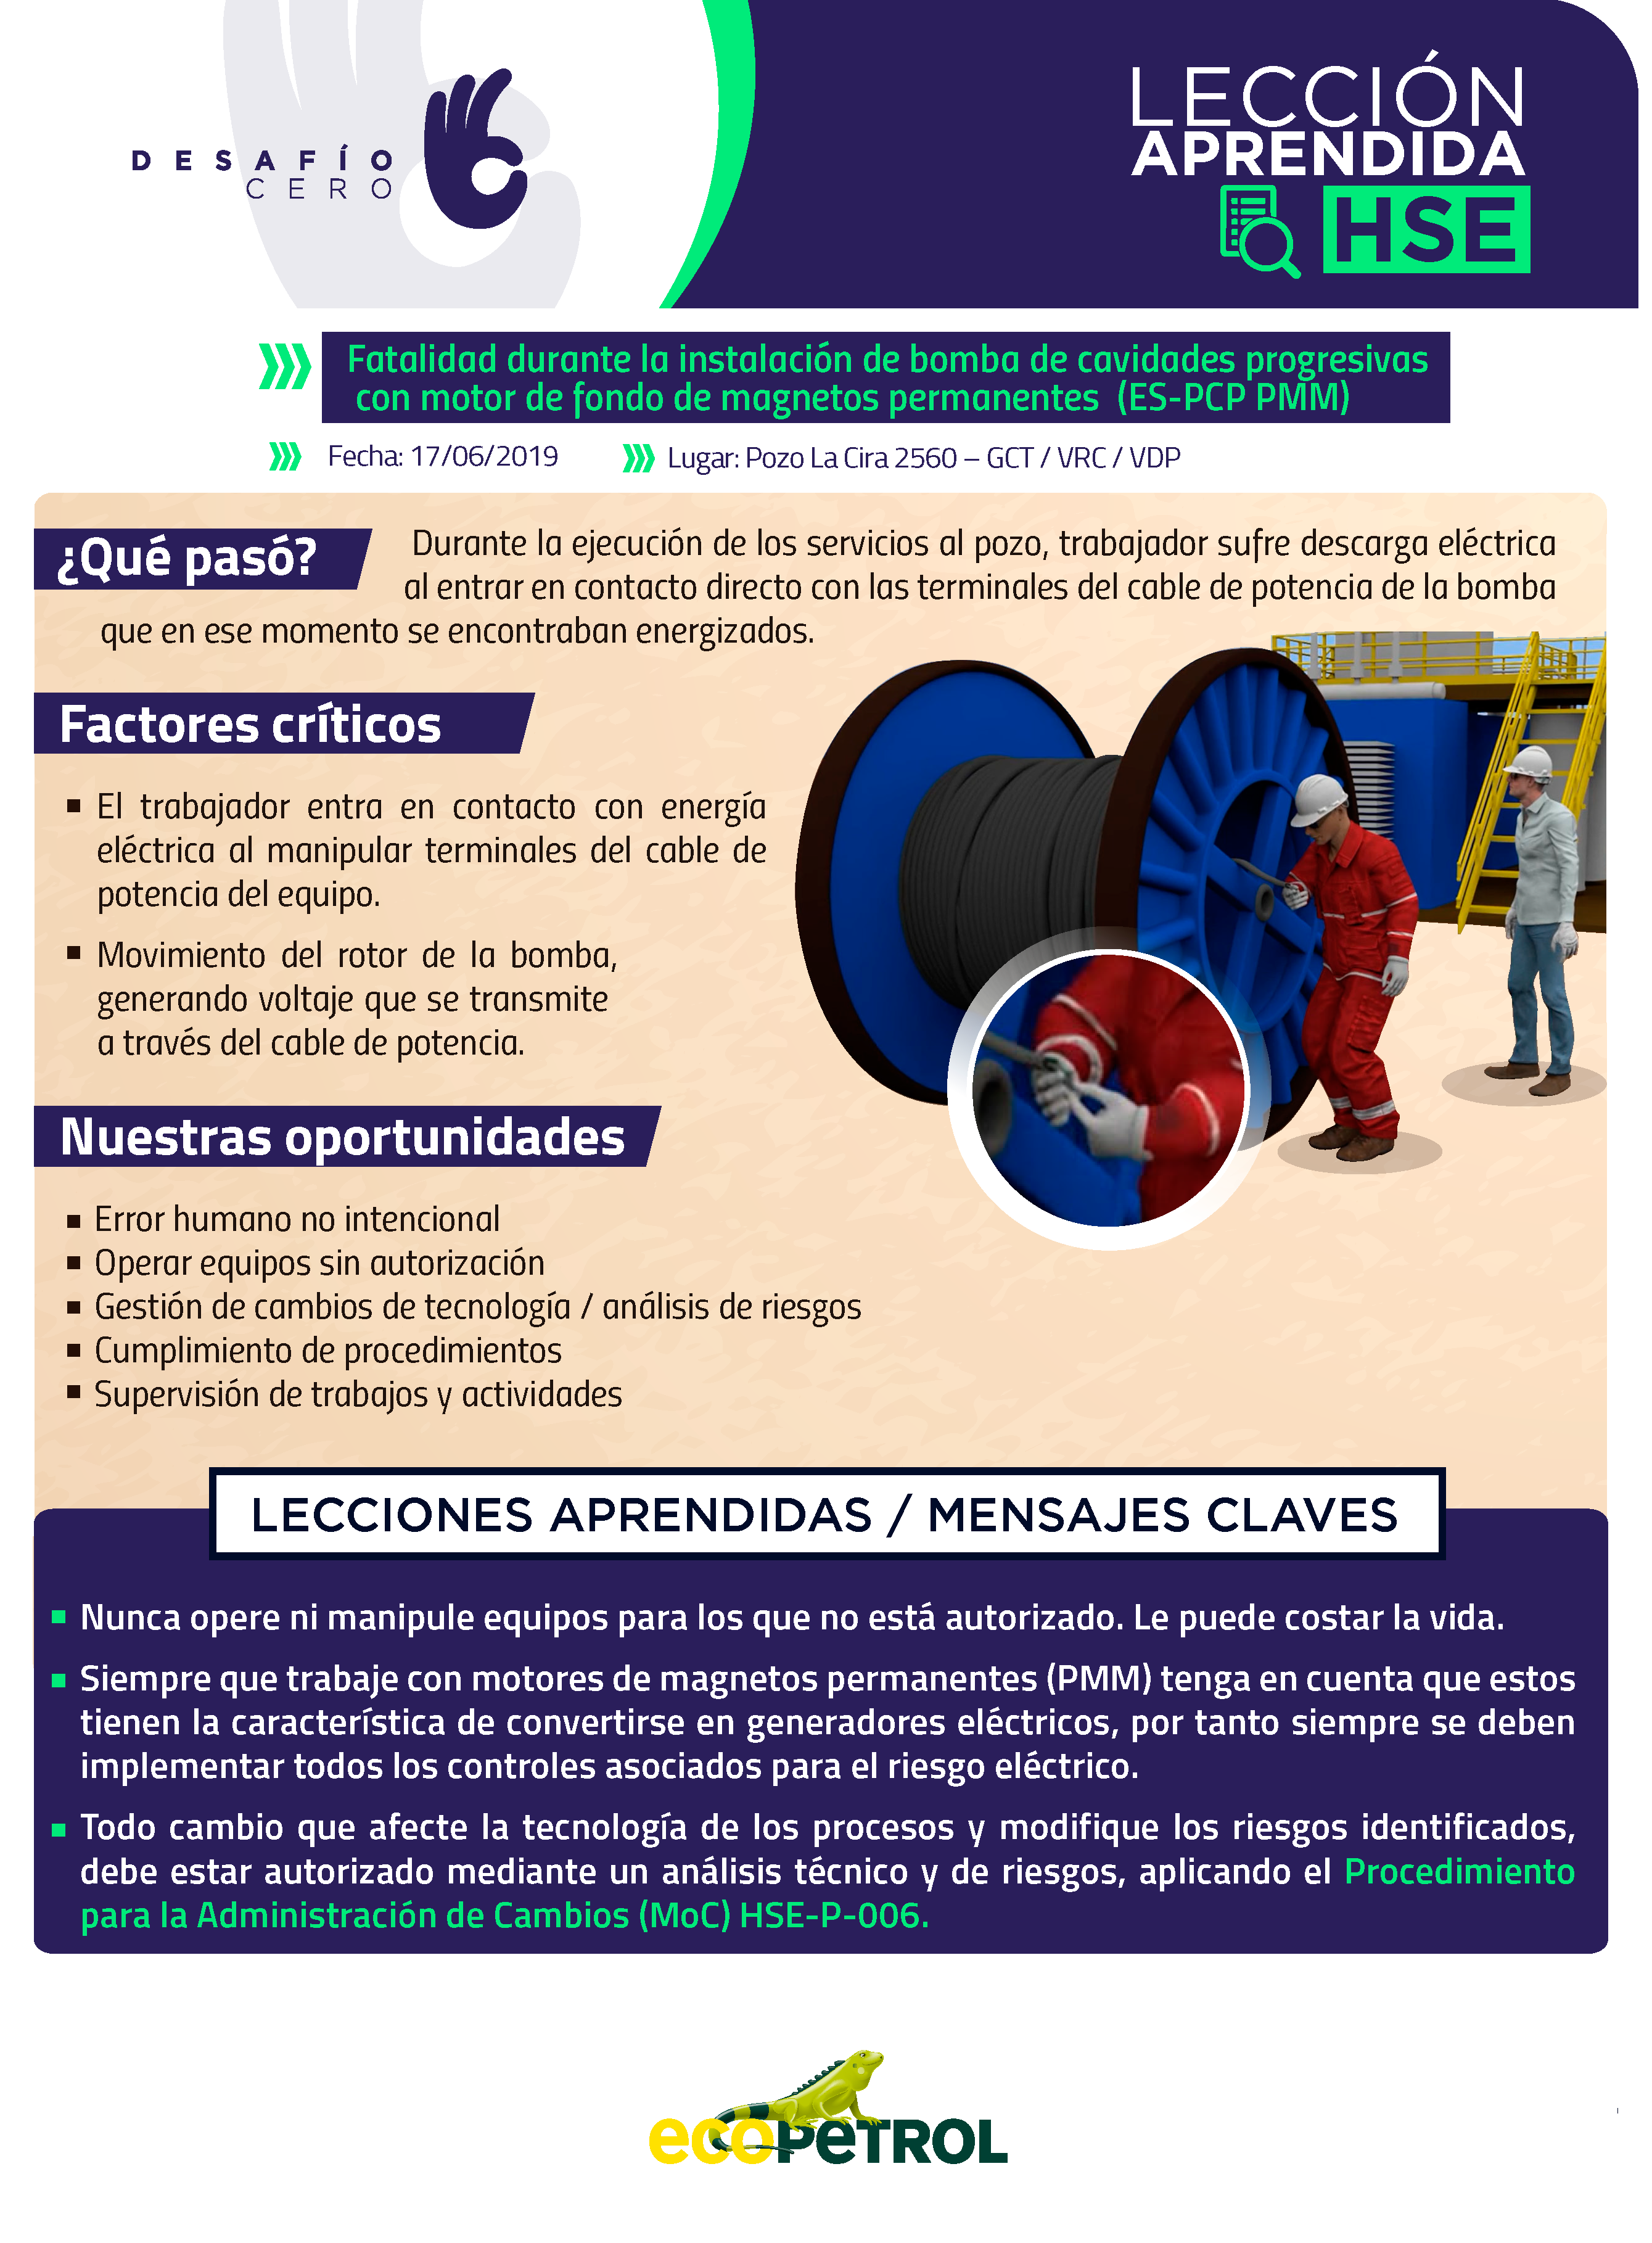 DESAFÍO
CERO
LECCIÓN
APRENDIDA
HSE
Fatalidad durante la instalación de bomba de cavidades progresivas
con motor de fondo de magnetos permanentes (ES-PCP PMM)
Fecha: 17/06/2019
Lugar: Pozo La Cira 2560 – GCT / VRC / VDP
¿Qué pasó?
Durante la ejecución de los servicios al pozo, trabajador sufre descarga eléctrica
al entrar en contacto directo con las terminales del cable de potencia de la bomba
que en ese momento se encontraban energizados.
Factores críticos
El trabajador entra en contacto con energía
eléctrica al manipular terminales del cable de
potencia del equipo.
Movimiento del rotor de la bomba,
generando voltaje que se transmite
a través del cable de potencia.
Nuestras oportunidades
Error humano no intencional
Operar equipos sin autorización
Gestión de cambios de tecnología / análisis de riesgos
Cumplimiento de procedimientos
Supervisión de trabajos y actividades
LECCIONES APRENDIDAS / MENSAJES CLAVES
Nunca opere ni manipule equipos para los que no está autorizado. Le puede costar la vida.
Siempre que trabaje con motores de magnetos permanentes (PMM) tenga en cuenta que estos
tienen la característica de convertirse en generadores eléctricos, por tanto siempre se deben
implementar todos los controles asociados para el riesgo eléctrico.
Todo cambio que afecte la tecnología de los procesos y modifique los riesgos identificados,
debe estar autorizado mediante un análisis técnico y de riesgos, aplicando el Procedimiento
para la Administración de Cambios (MoC) HSE-P-006.
ecoPeTROL